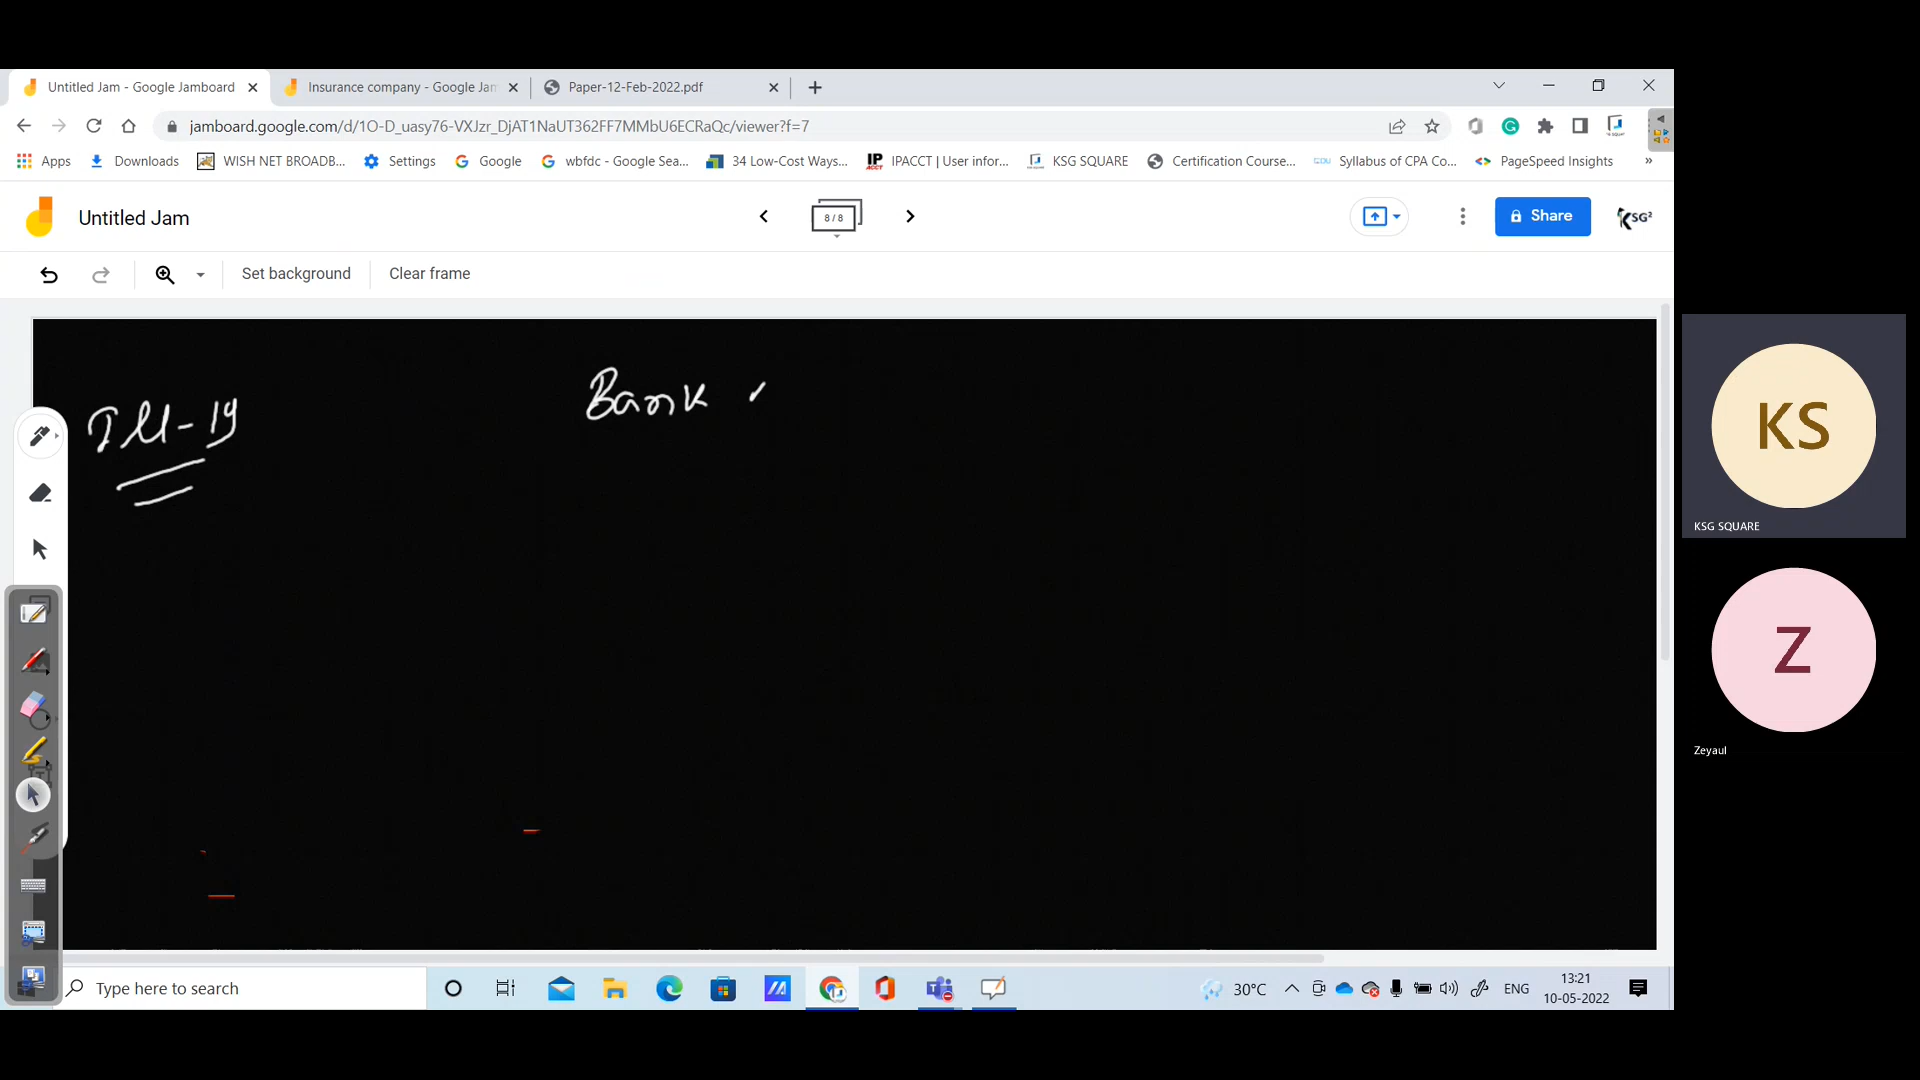 Untitled Jam - Google Jamboard
Insurance company - Google Jam
Paper-12-Feb-2022.pdf
jamboard.google.com/d/1O-D_uasy76-VXJzr_DjAT1NaUT362FF7MMbU6ECRaQc/viewer?f=7
Apps
Downloads
WISH NET BROADB...
Settings
Google
wbfdc - Google Sea...
34 Low-Cost Ways...
IPACCT | User infor...
KSG SQUARE
Certification Course...
Syllabus of CPA Co...
PageSpeed Insights
»
Untitled Jam
8 / 8
Share
KSG²
Set background
Clear frame
Bank
Ill-19
KS
KSG SQUARE
Z
Zeyaul
Type here to search
30°C
ENG
13:21
10-05-2022